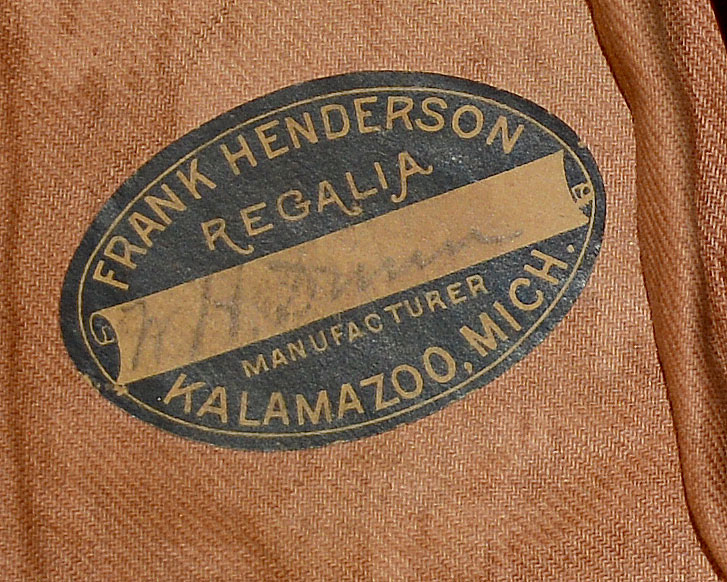 FRANK HENDERSON
REGALIA
W. H.
MANUFACTURER
KALAMAZOO, MICH.